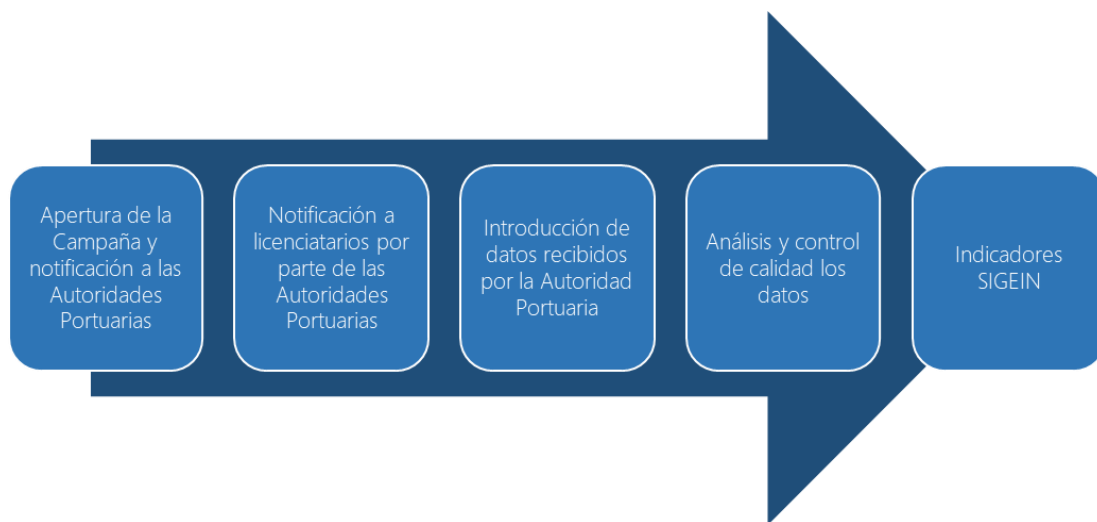 Apertura de la
Campaña y
notificación a las
Autoridades
Portuarias
Notificación a
licenciatarios por
parte de las
Autoridades
Portuarias
Introducción de
datos recibidos
por la Autoridad
Portuaria
Análisis y control
de calidad los
datos
Indicadores
SIGEIN